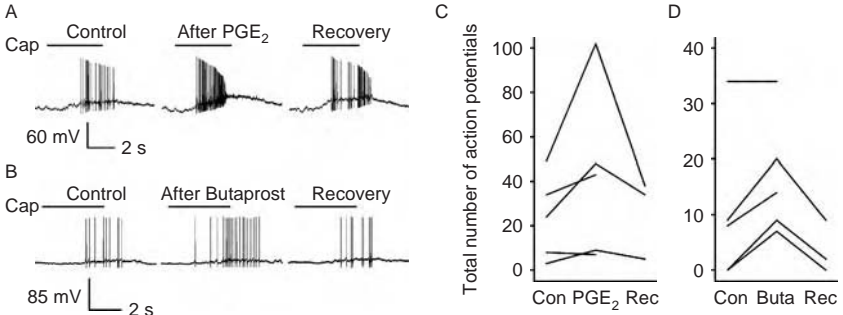 A
Control
After PGE₂
Recovery
Cap
60 mV
2 s
B
Control
After Butaprost
Recovery
Cap
85 mV
2 s
C
Total number of action potentials
100
80
60
40
20
0
Con PGE₂ Rec
D
40
30
20
10
0
Con Buta Rec